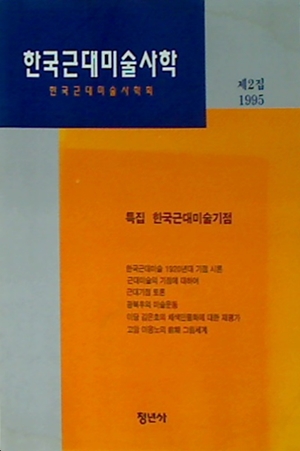 한국근대미술사학
한국근대미술사학회
제2집
1995
특집 한국근대미술기점
한국근대미술 1920년대 기점 시론
근대미술의 기점에 대하여
근대기점 토론
광복후의 미술운동
이당 김은호의 채색인물화에 대한 재평가
고암 이응노의 敍藝 그림세계
청년사